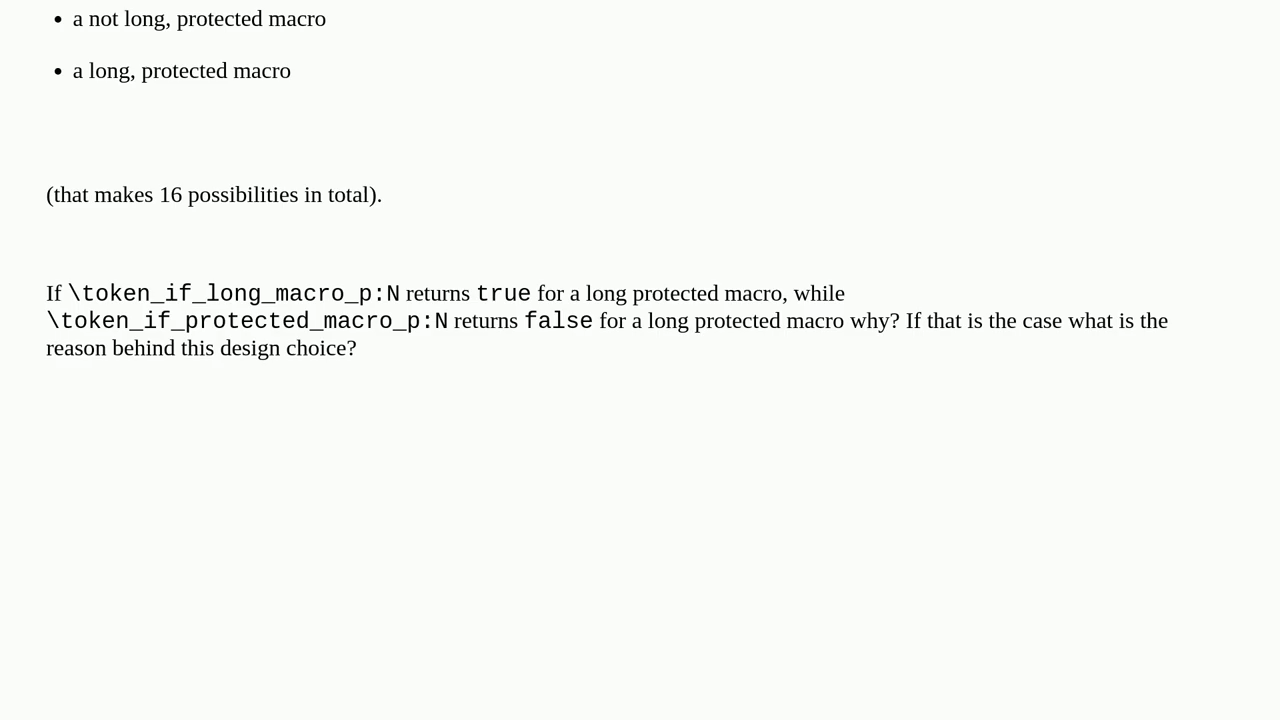 • a not long, protected macro
• a long, protected macro
(that makes 16 possibilities in total).
If \token_if_long_macro_p:N returns true for a long protected macro, while
\token_if_protected_macro_p:N returns false for a long protected macro why? If that is the case what is the
reason behind this design choice?